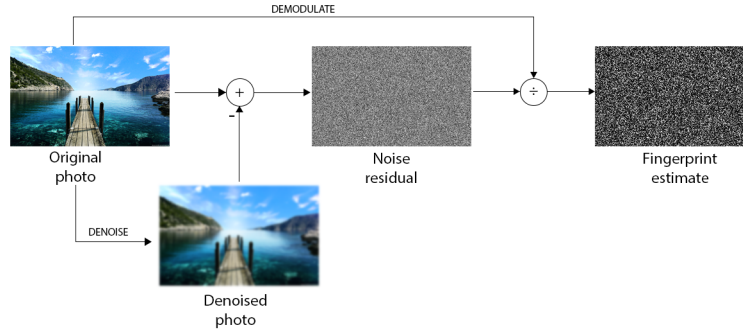 DEMODULATE
+
÷
-
Original
photo
Noise
residual
Fingerprint
estimate
DENOISE
Denoised
photo